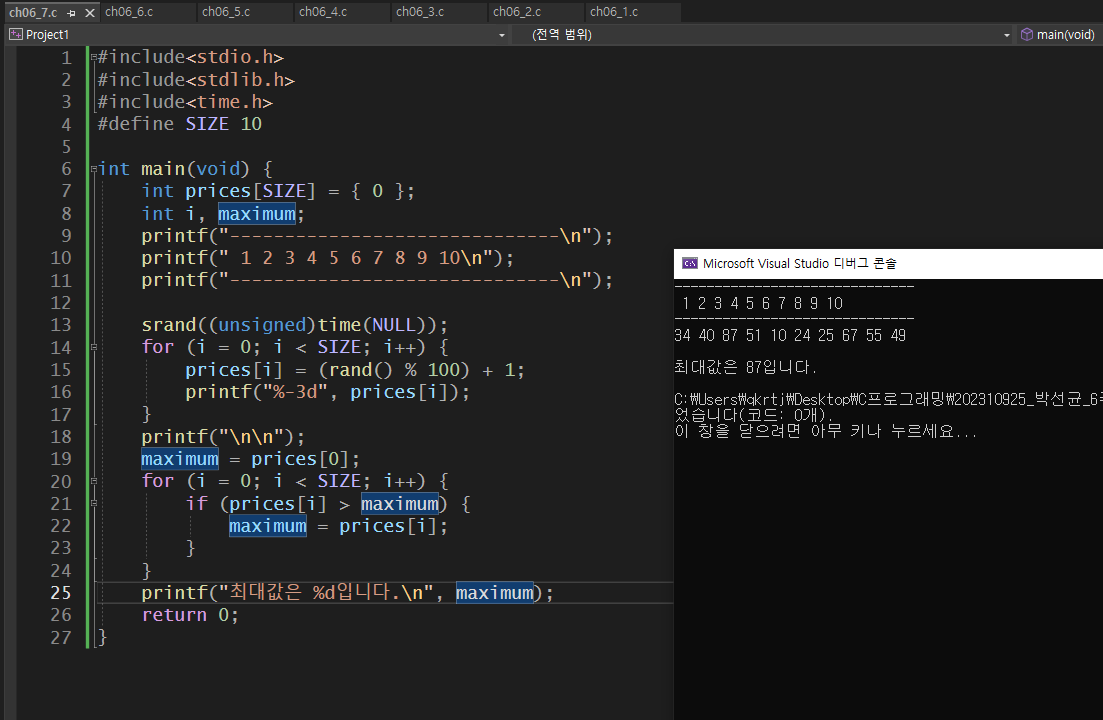 ch06_7.c ch06_6.c ch06_5.c ch06_4.c ch06_3.c ch06_2.c ch06_1.c
Project1 (전역 범위) main(void)
1 #include<stdio.h>
2 #include<stdlib.h>
3 #include<time.h>
4 #define SIZE 10
5
6 int main(void) {
7 int prices[SIZE] = { 0 };
8 int i, maximum;
9 printf("------------------------------\n");
10 printf(" 1 2 3 4 5 6 7 8 9 10\n");
11 printf("------------------------------\n");
12
13 srand((unsigned)time(NULL));
14 for (i = 0; i < SIZE; i++) {
15 prices[i] = (rand() % 100) + 1;
16 printf("%-3d", prices[i]);
17 }
18 printf("\n\n");
19 maximum = prices[0];
20 for (i = 0; i < SIZE; i++) {
21 if (prices[i] > maximum) {
22 maximum = prices[i];
23 }
24 }
25 printf("최대값은 %d입니다.\n", maximum);
26 return 0;
27 }
Microsoft Visual Studio 디버그 콘솔
------------------------------
1 2 3 4 5 6 7 8 9 10
------------------------------
34 40 87 51 10 24 25 67 55 49
최대값은 87입니다.
C:₩Users₩qkrtj₩Desktop₩C프로그래밍₩202310925_박선균_6
었습니다(코드: 0개).
이 창을 닫으려면 아무 키나 누르세요...